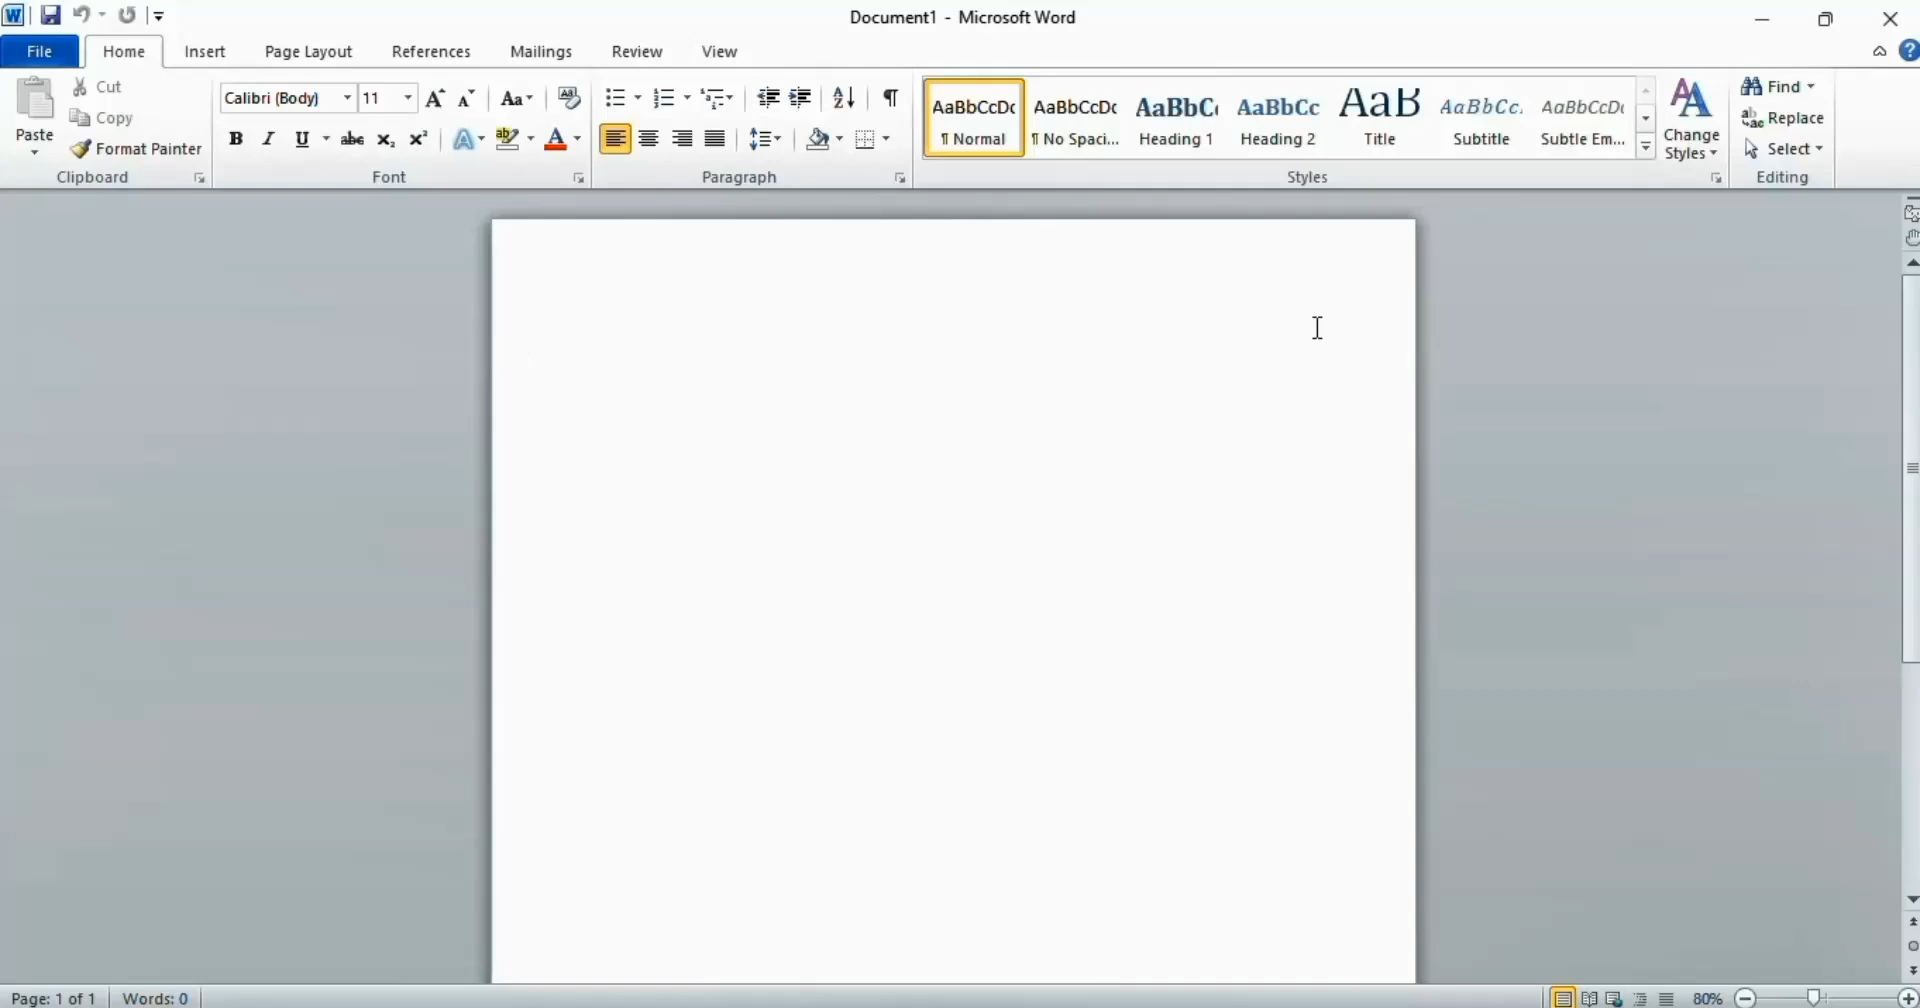 Document1 - Microsoft Word
File Home Insert Page Layout References Mailings Review View
Paste
Cut
Copy
Format Painter
Clipboard
Calibri (Body) 11
Font
Paragraph
AaBbCcDc AaBbCcDc AaBbC AaBbCc AaB AaBbCc. AaBbCcDc
¶ Normal ¶ No Spaci... Heading 1 Heading 2 Title Subtitle Subtle Em...
Change
Styles
Styles
Find
Replace
Select
Editing
Page: 1 of 1 Words: 0 80%